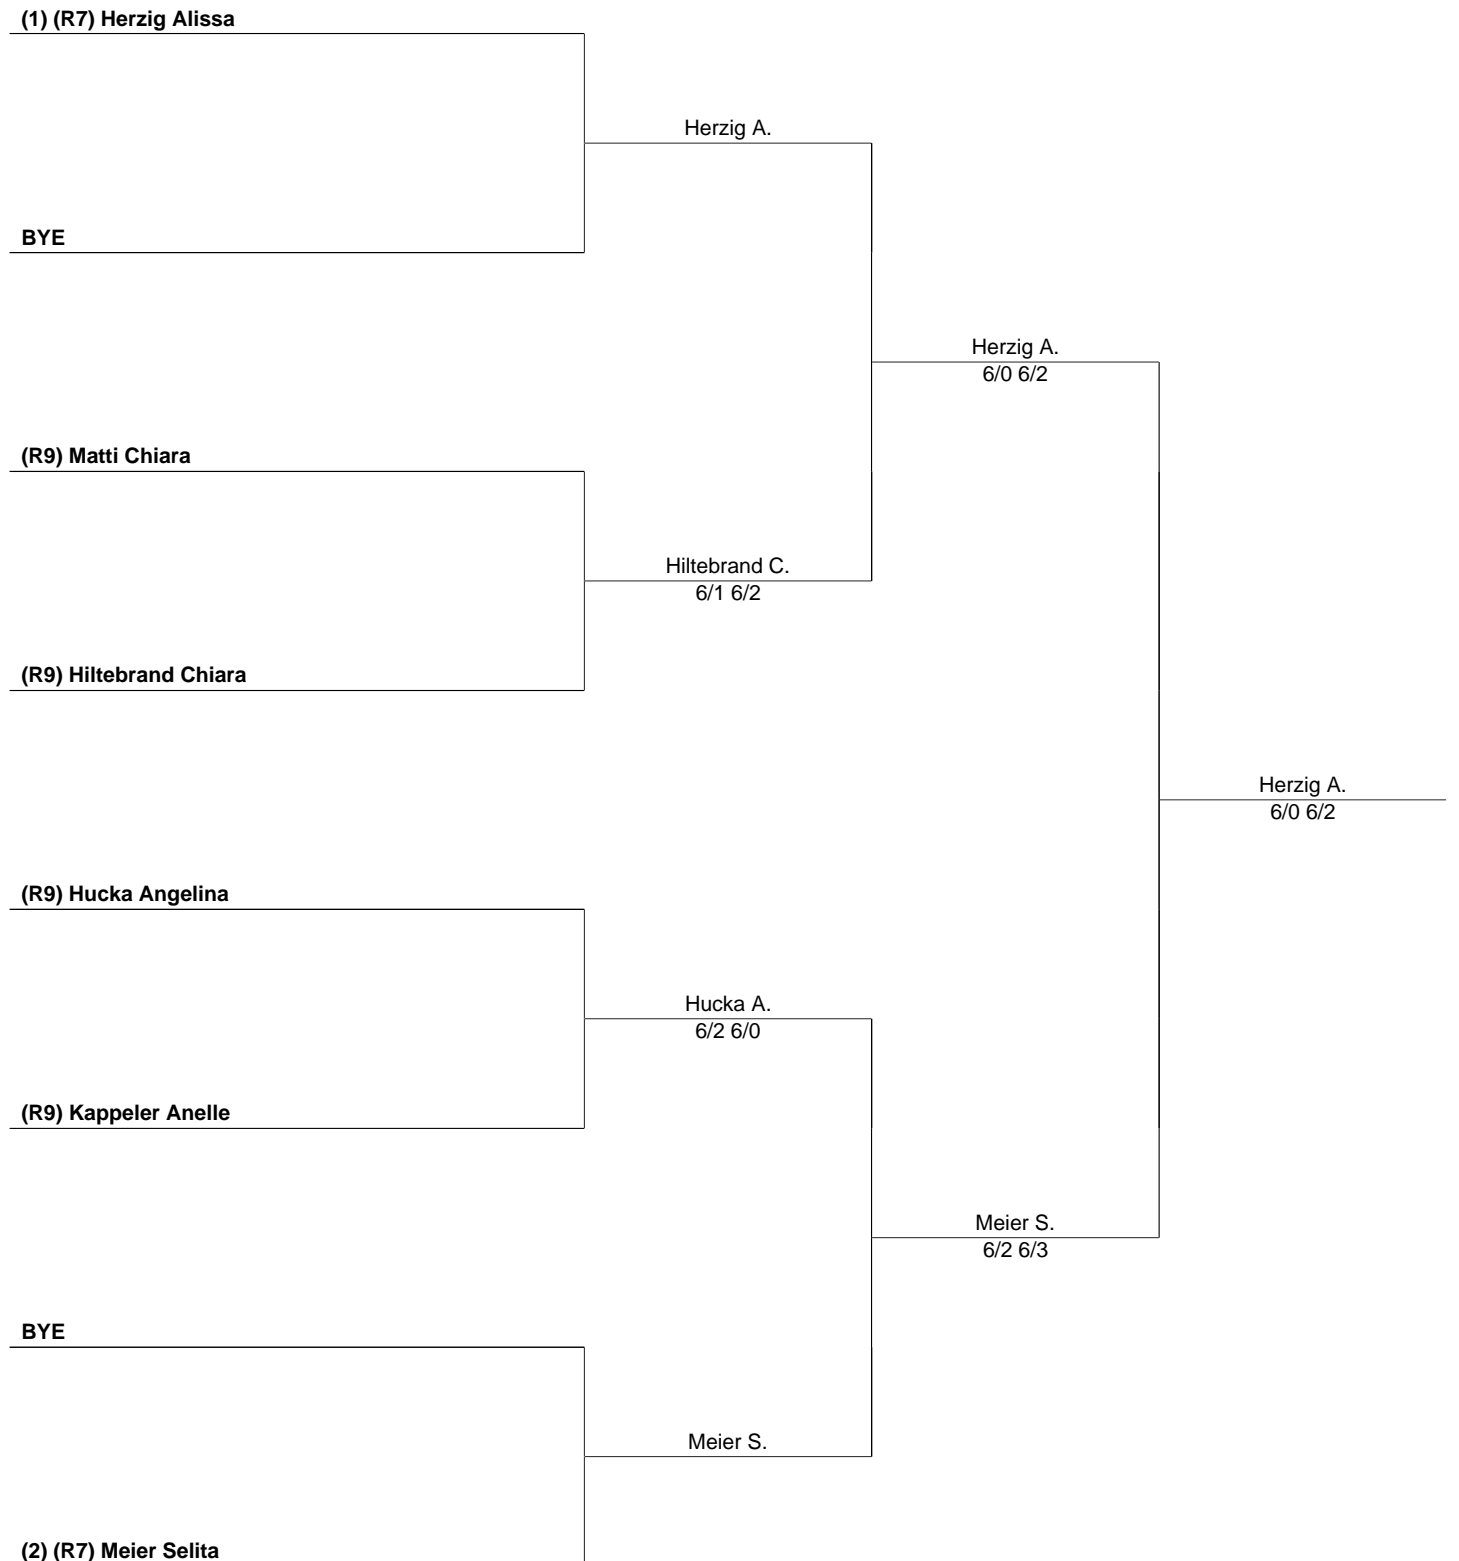 (1) (R7) Herzig Alissa
Herzig A.
BYE
Herzig A.
6/0 6/2
(R9) Matti Chiara
Hiltebrand C.
6/1 6/2
(R9) Hiltebrand Chiara
Herzig A.
6/0 6/2
(R9) Hucka Angelina
Hucka A.
6/2 6/0
(R9) Kappeler Anelle
Meier S.
6/2 6/3
BYE
Meier S.
(2) (R7) Meier Selita